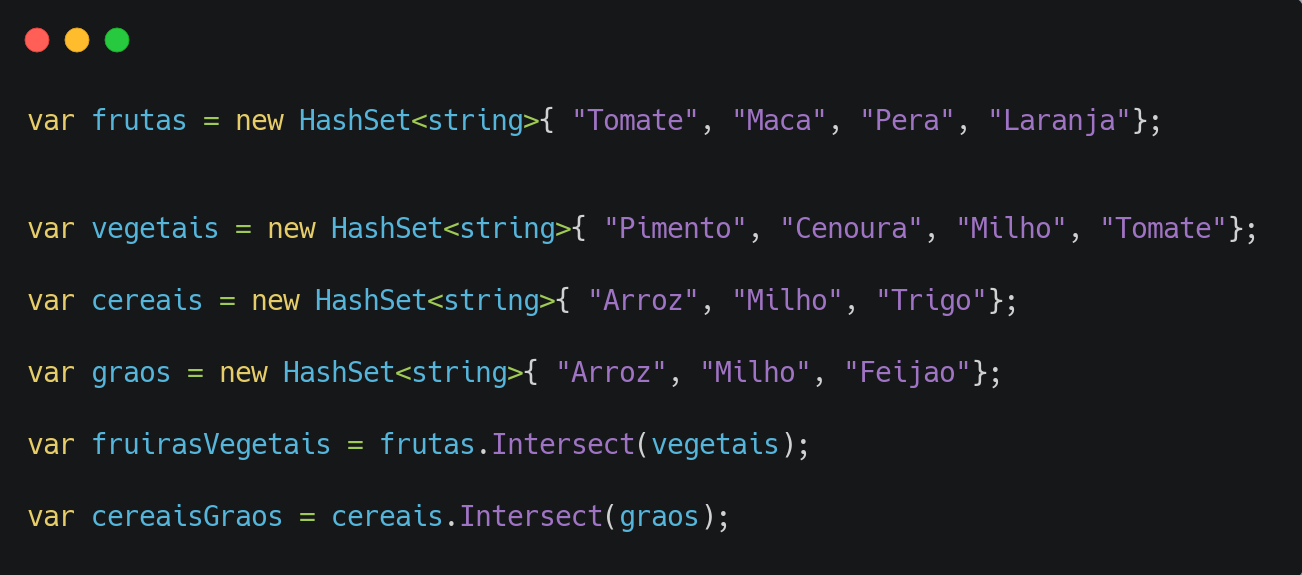 var frutas = new HashSet<string>{ "Tomate", "Maca", "Pera", "Laranja"};
var vegetais = new HashSet<string>{ "Pimento", "Cenoura", "Milho", "Tomate"};
var cereais = new HashSet<string>{ "Arroz", "Milho", "Trigo"};
var graos = new HashSet<string>{ "Arroz", "Milho", "Feijao"};
var fruirasVegetais = frutas.Intersect(vegetais);
var cereaisGraos = cereais.Intersect(graos);